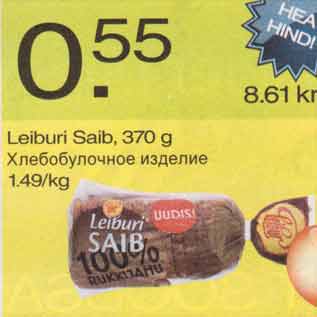 0.55
HEA
HIND!
8.61 kr
Leiburi Saib, 370 g
Хлебобулочное изделие
1.49/kg
Leiburi
UUDIS!
SAIB
100%
RUKKIJAHU